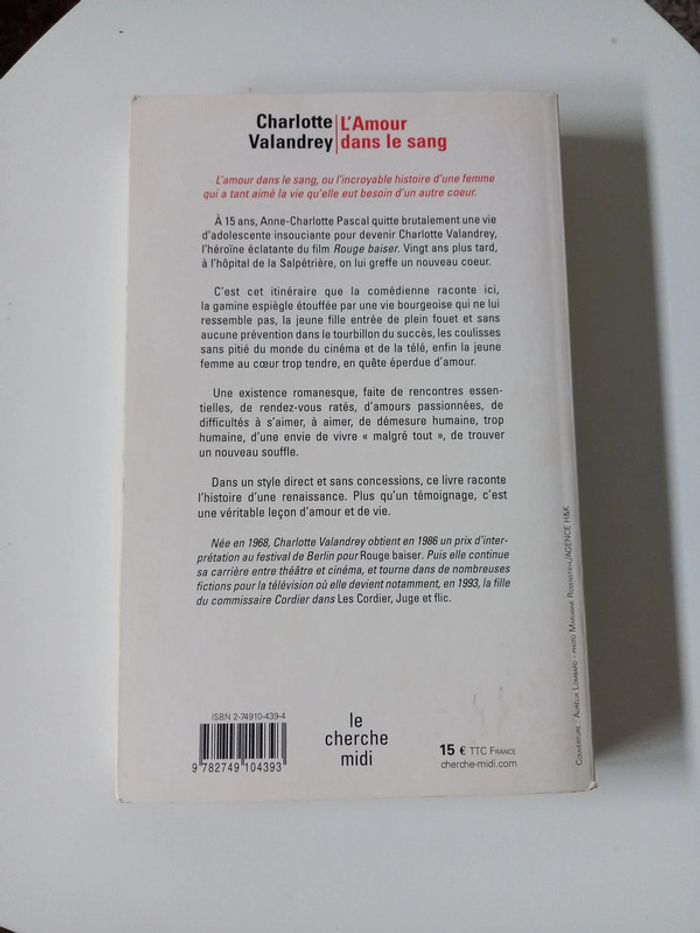 Charlotte
Valandrey
L'Amour
dans le sang
L'amour dans le sang, ou l'incroyable histoire d'une femme
qui a tant aimé la vie qu'elle eut besoin d'un autre coeur.
À 15 ans, Anne-Charlotte Pascal quitte brutalement une vie
d'adolescente insouciante pour devenir Charlotte Valandrey,
l'héroïne éclatante du film Rouge baiser. Vingt ans plus tard,
à l'hôpital de la Salpétrière, on lui greffe un nouveau coeur.
C'est cet itinéraire que la comédienne raconte ici,
la gamine espiègle étouffée par une vie bourgeoise qui ne lui
ressemble pas, la jeune fille entrée de plein fouet et sans
aucune prévention dans le tourbillon du succès, les coulisses
sans pitié du monde du cinéma et de la télé, enfin la jeune
femme au cœur trop tendre, en quête éperdue d'amour.
Une existence romanesque, faite de rencontres essen-
tielles, de rendez-vous ratés, d'amours passionnées, de
difficultés à s'aimer, à aimer, de démesure humaine, trop
humaine, d'une envie de vivre « malgré tout », de trouver
un nouveau souffle.
Dans un style direct et sans concessions, ce livre raconte
l'histoire d'une renaissance. Plus qu'un témoignage, c'est
une véritable leçon d'amour et de vie.
Née en 1968, Charlotte Valandrey obtient en 1986 un prix d'inter-
prétation au festival de Berlin pour Rouge baiser. Puis elle continue
sa carrière entre théâtre et cinéma, et tourne dans de nombreuses
fictions pour la télévision où elle devient notamment, en 1993, la fille
du commissaire Cordier dans Les Cordier, Juge et flic.
ISBN 2-74910-439-4
9 782749 104393
le
cherche
midi
15 € TTC France
cherche-midi.com
Couverture : Aurélia Lombard - photo Marianne Rosenstiehl/AGENCE H&K